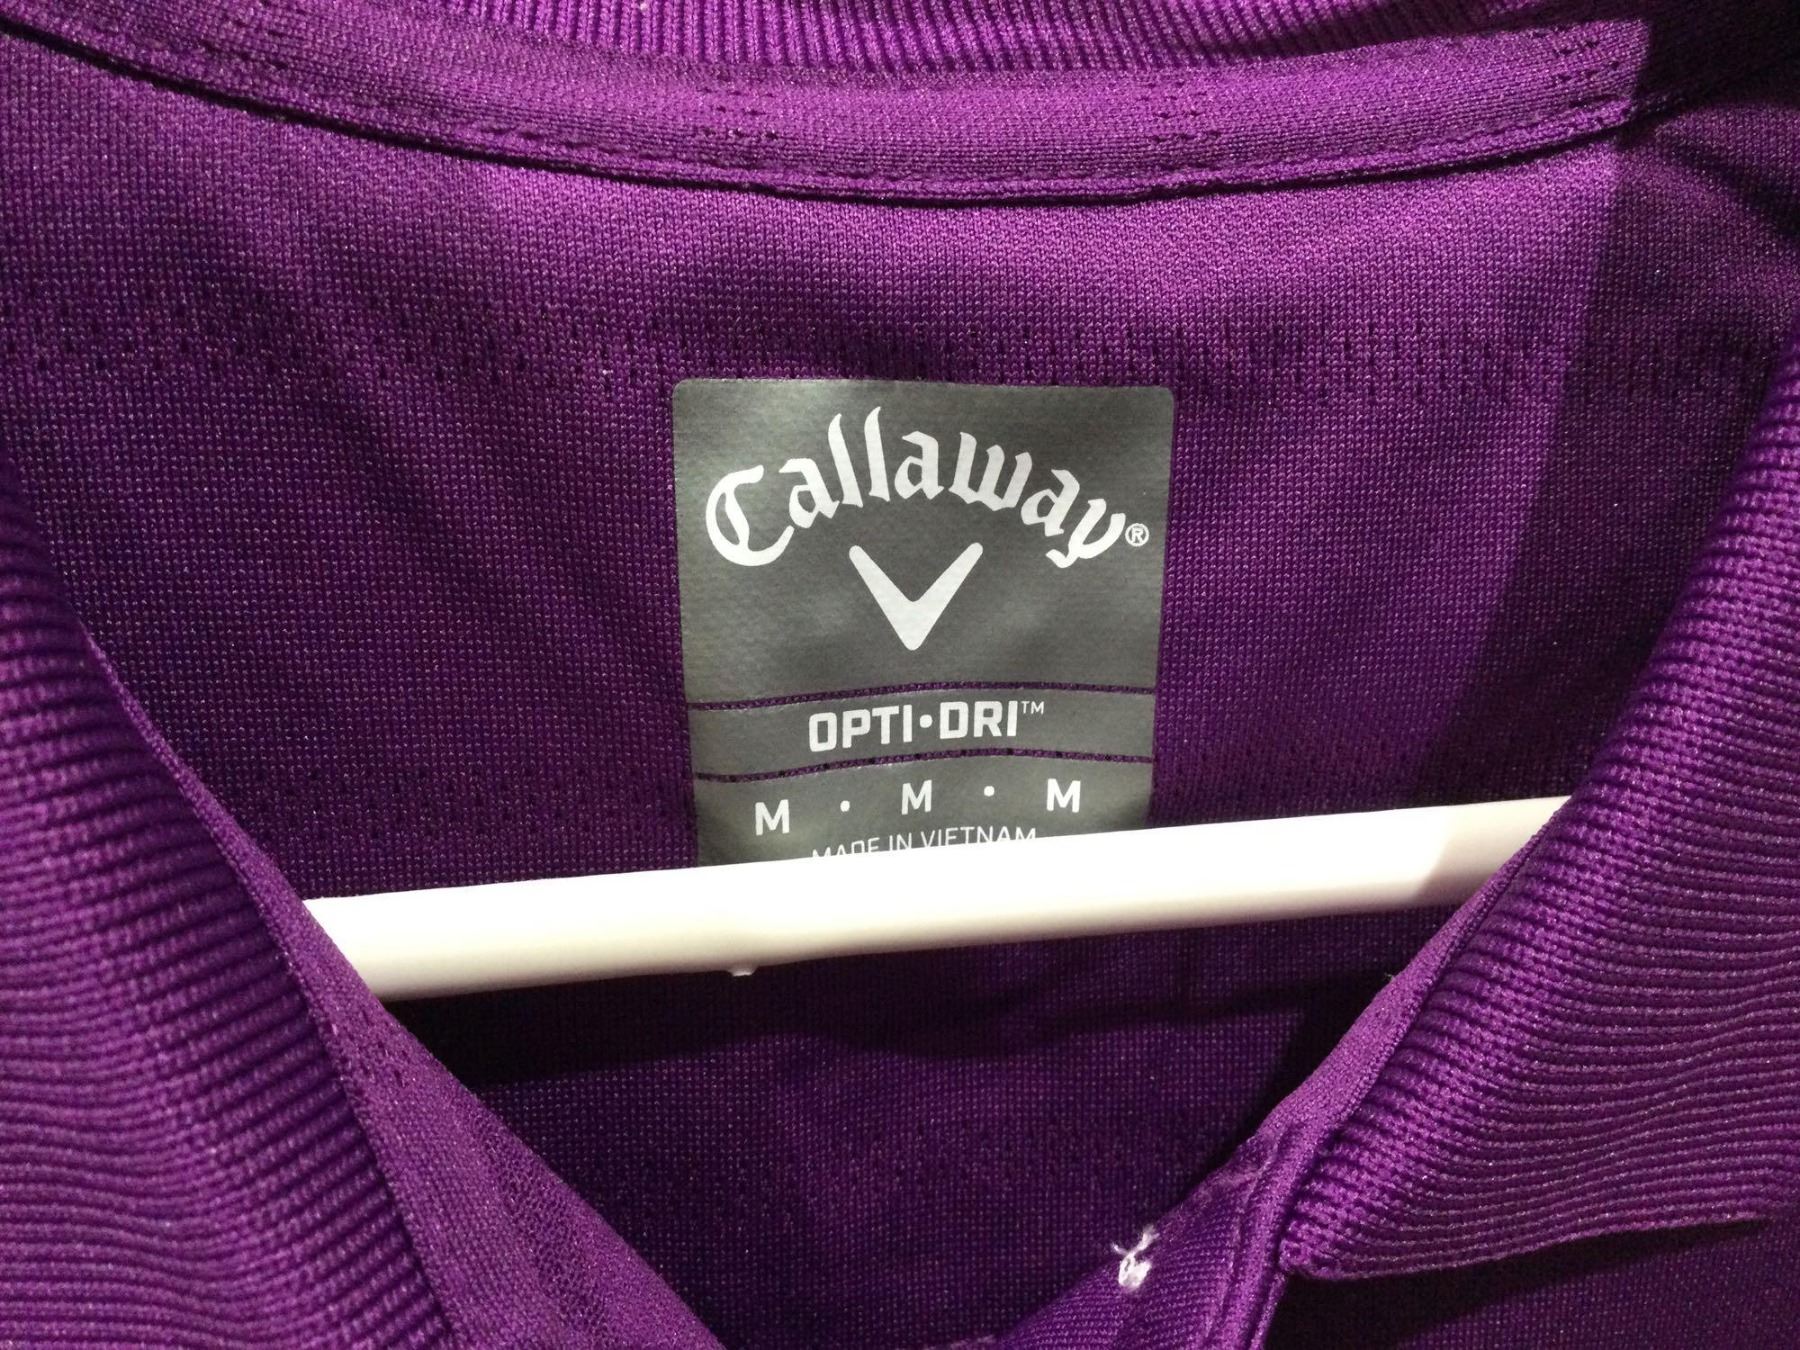 Callaway®
OPTI•DRI™
M • M • M
MADE IN VIETNAM